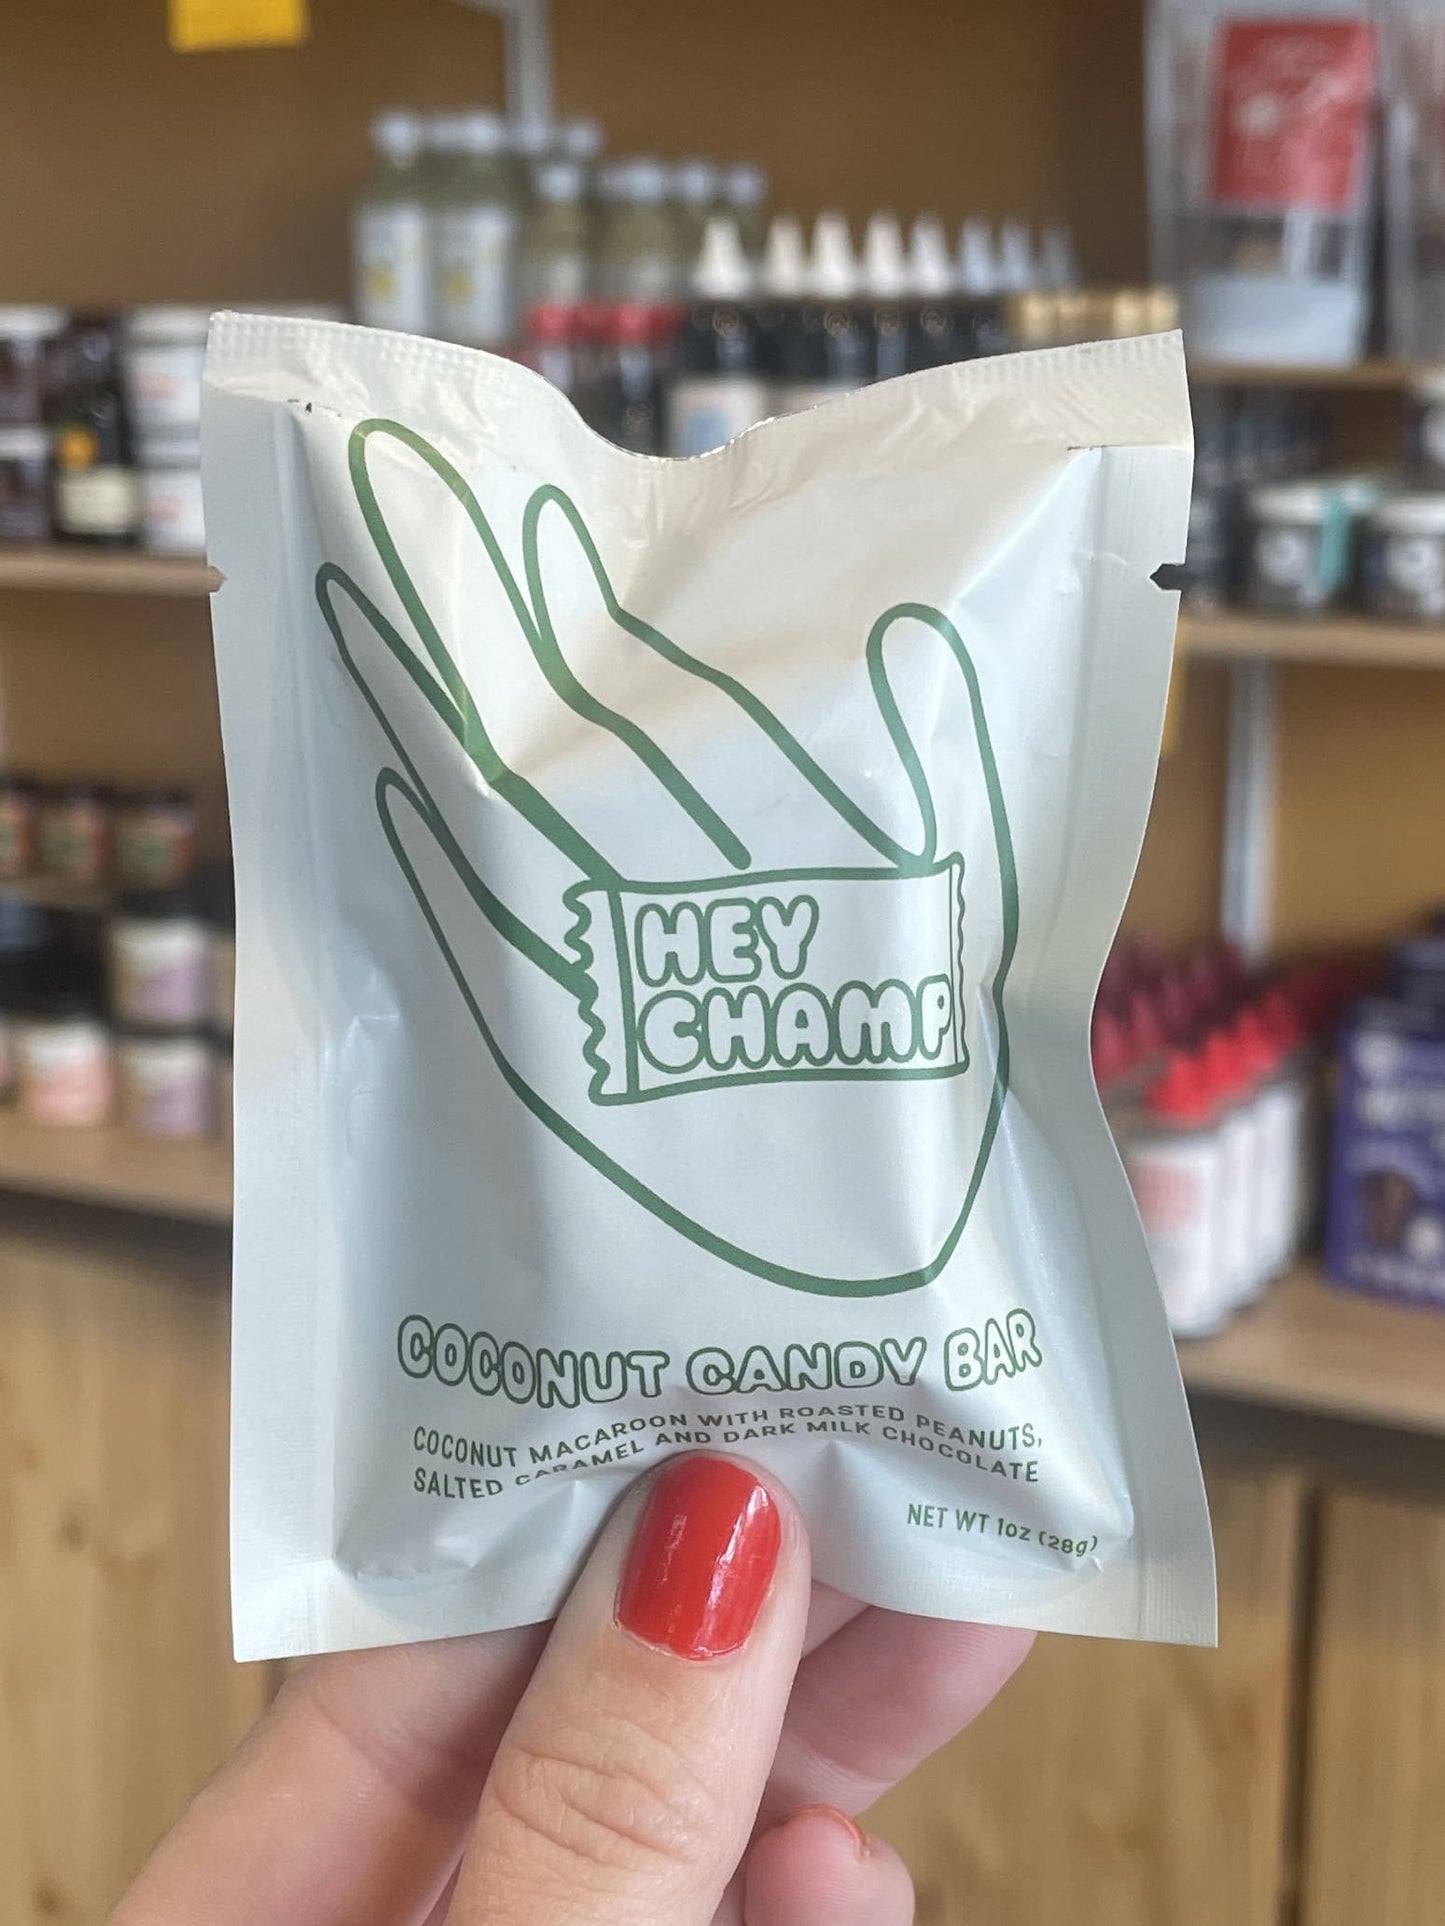 HEY
CHAMP
COCONUT CANDY BAR
COCONUT MACAROON WITH ROASTED PEANUTS,
SALTED CARAMEL AND DARK MILK CHOCOLATE
NET WT 1oz (28g)